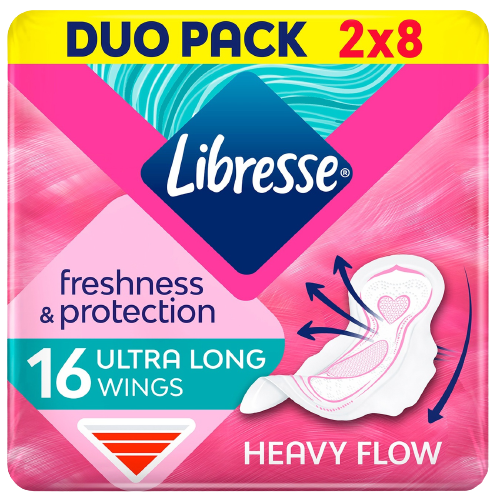 DUO PACK 2x8
Libresse®
freshness
& protection
16 ULTRA LONG
WINGS
HEAVY FLOW